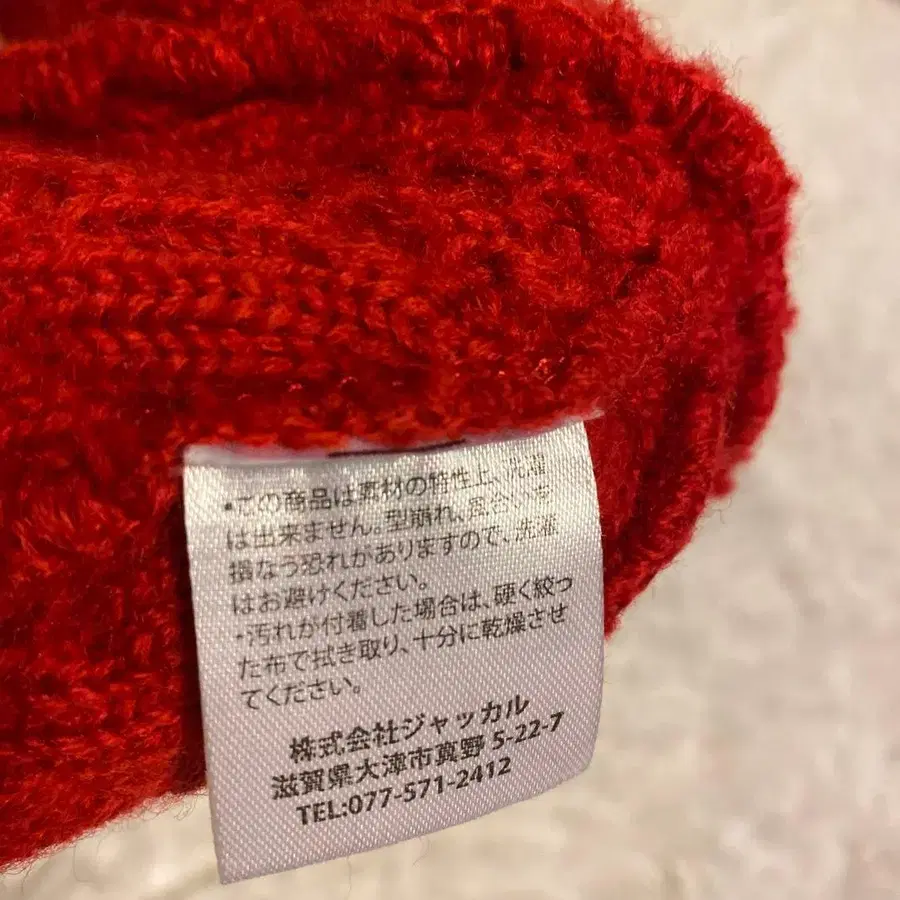 ・この商品は素材の特性上、洗濯
は出来ません。型崩れ、風合いを
損なう恐れがありますので、洗濯
はお避けください。
・汚れが付着した場合は、硬く絞っ
た布で拭き取り、十分に乾燥させ
てください。
株式会社ジャッカル
滋賀県大津市真野 5-22-7
TEL:077-571-2412